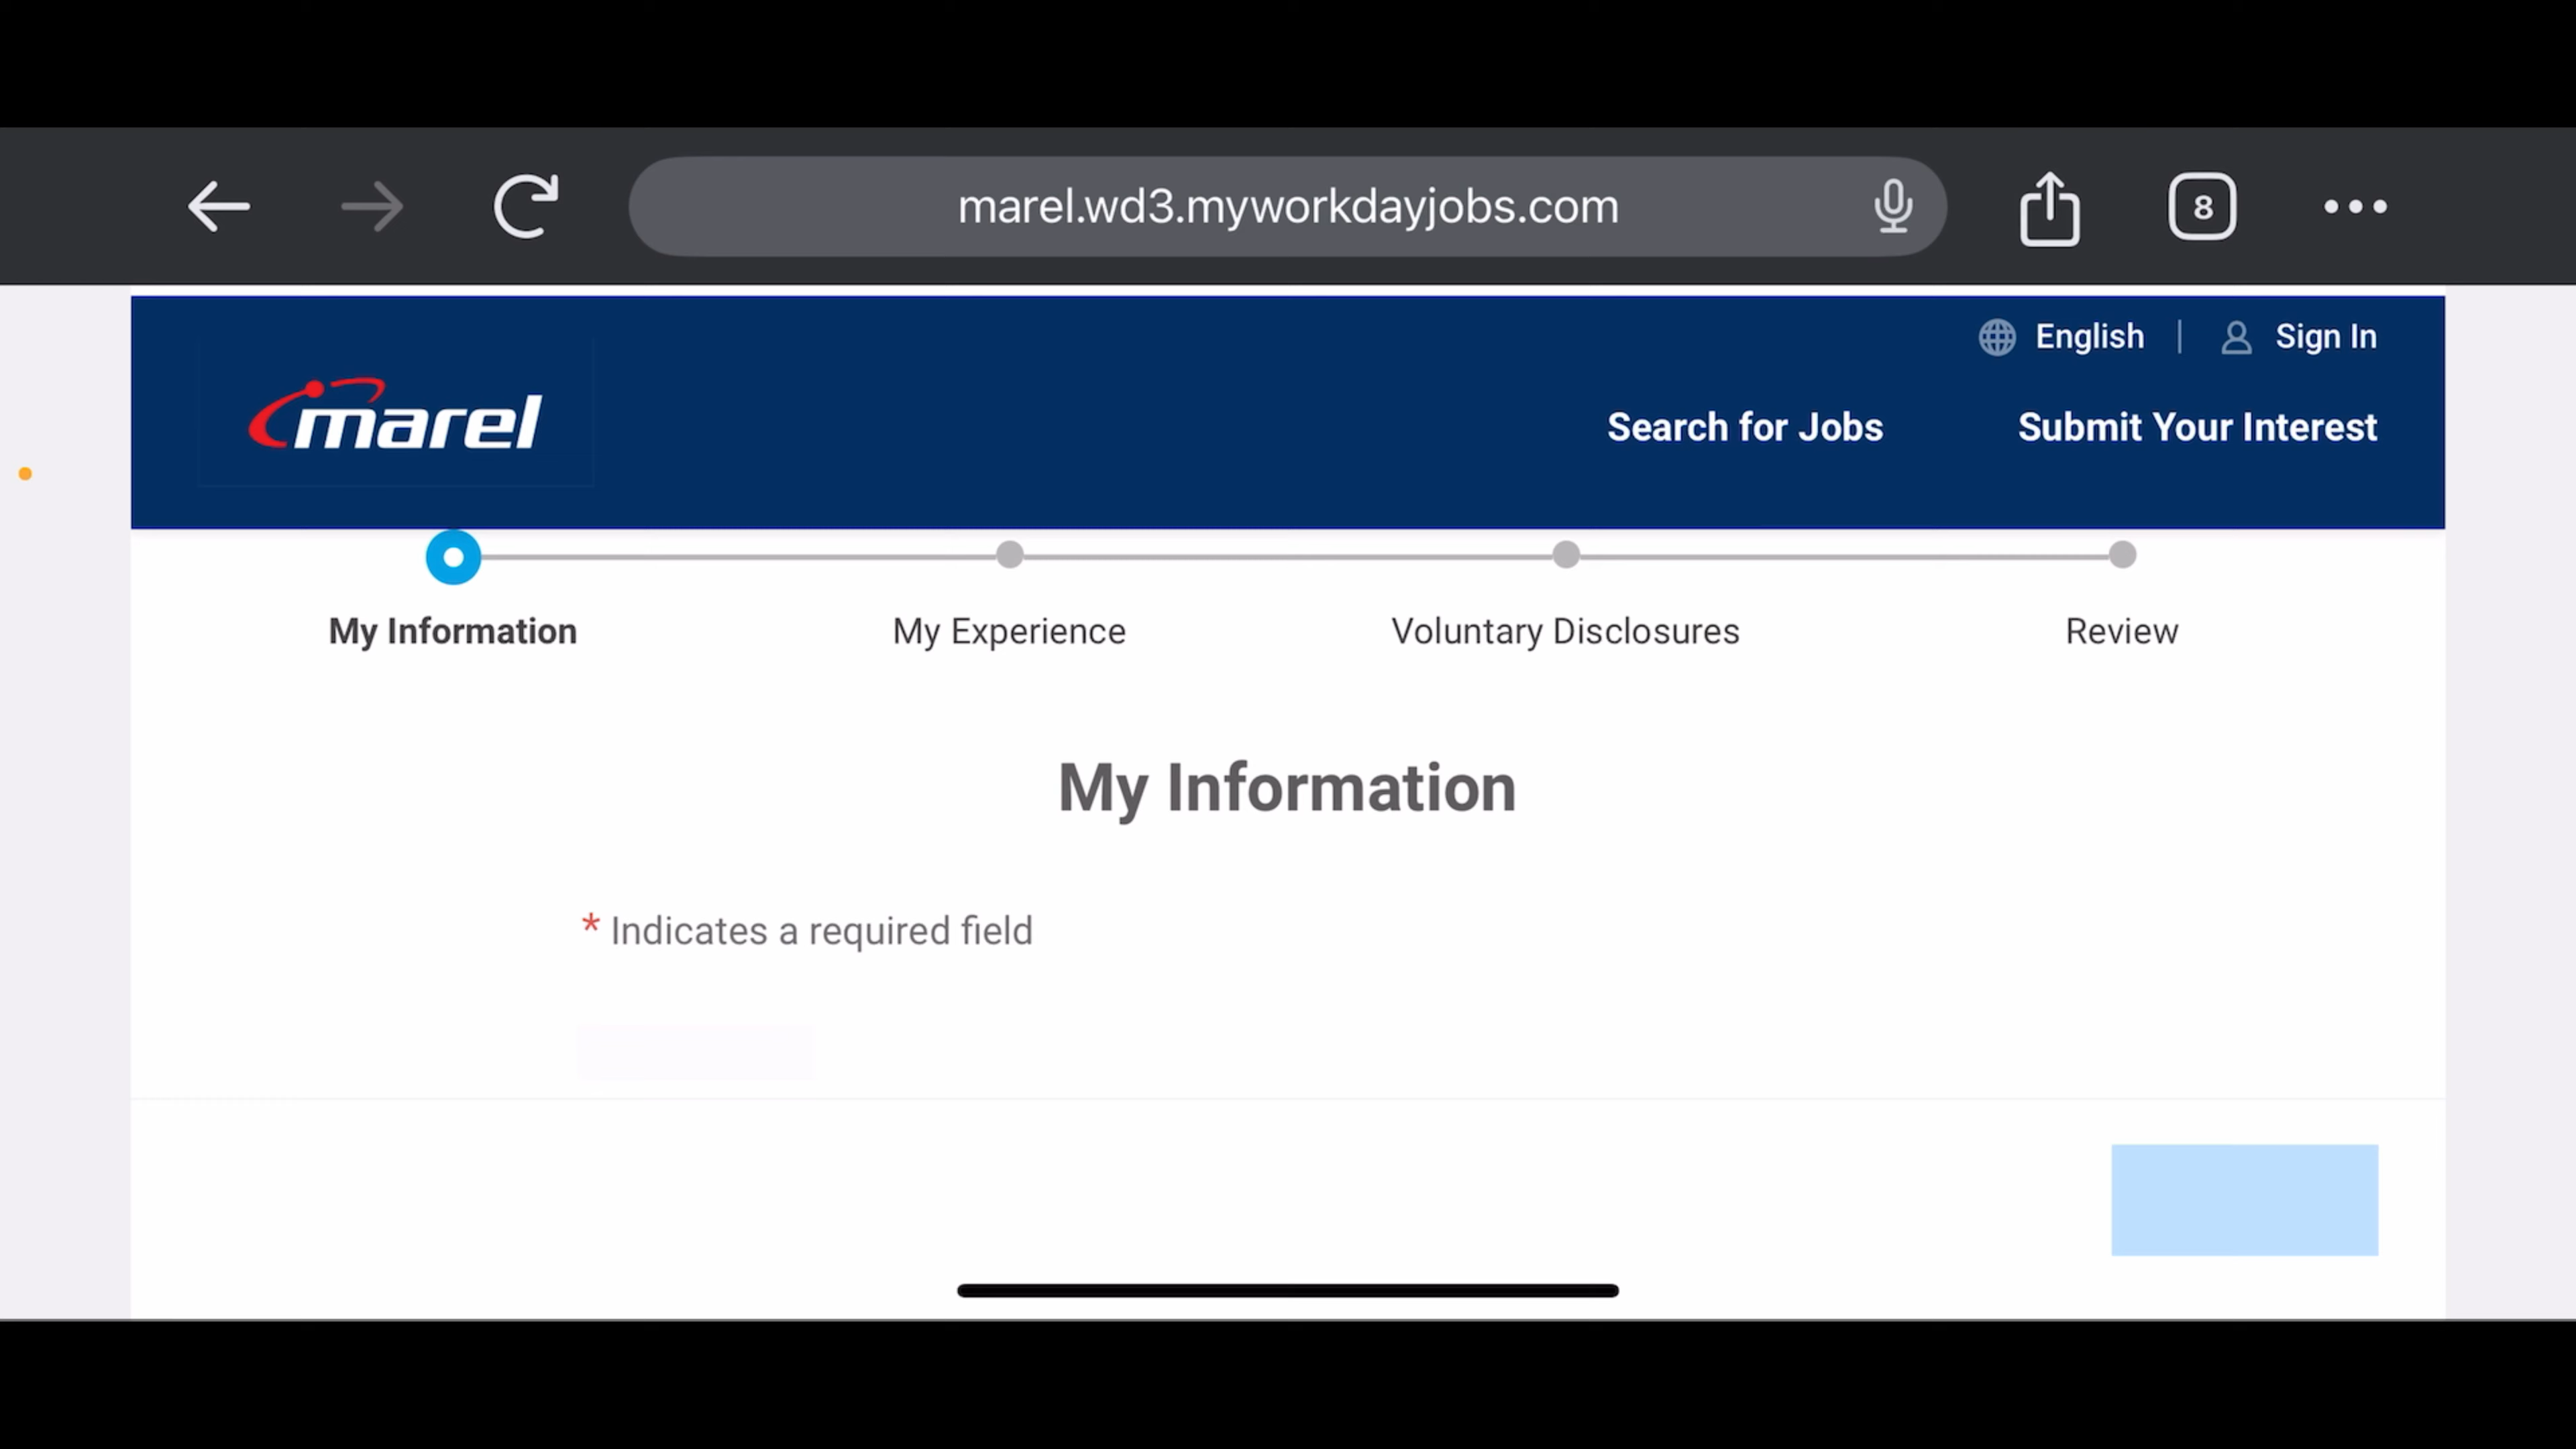 marel.wd3.myworkdayjobs.com
8
English
Sign In
marel
Search for Jobs
Submit Your Interest
My Information
My Experience
Voluntary Disclosures
Review
My Information
* Indicates a required field